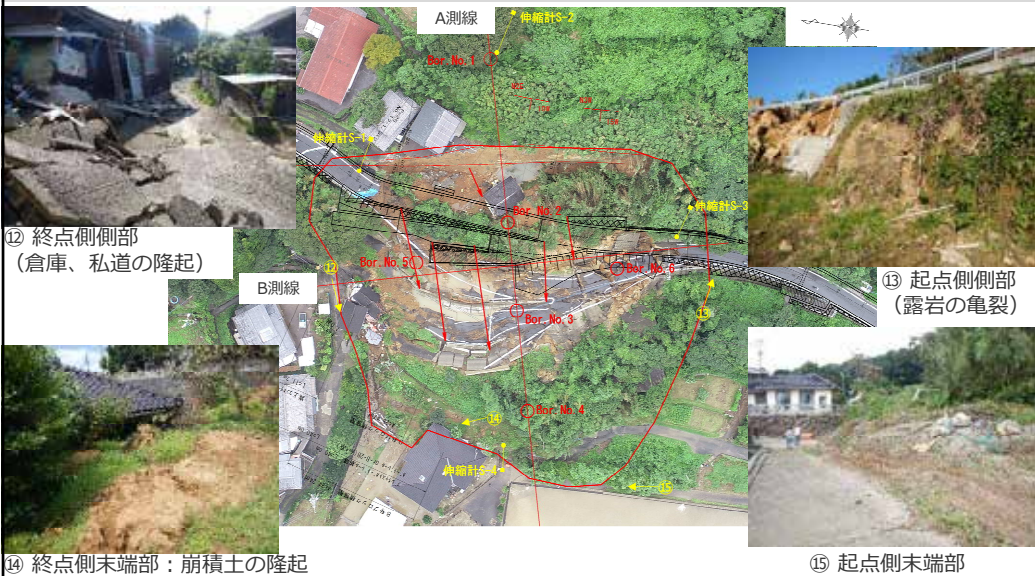 A測線
伸縮計S-2
Bor.No.1
伸縮計S-1
伸縮計S-3
Bor.No.2
⑫ 終点側側部
(倉庫、私道の隆起)
Bor.No.5
Bor.No.6
⑬ 起点側側部
(露岩の亀裂)
⑫
B測線
Bor.No.3
⑬
Bor.No.4
⑭
伸縮計S-4
⑮
⑭ 終点側末端部:崩積土の隆起
⑮ 起点側末端部